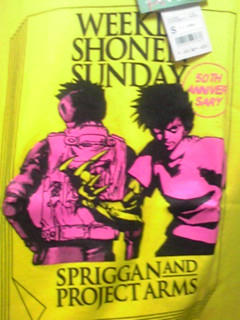 WEEKLY
SHONEN
SUNDAY
50TH
ANNIVER
SARY
S
SPRIGGAN AND
PROJECT ARMS